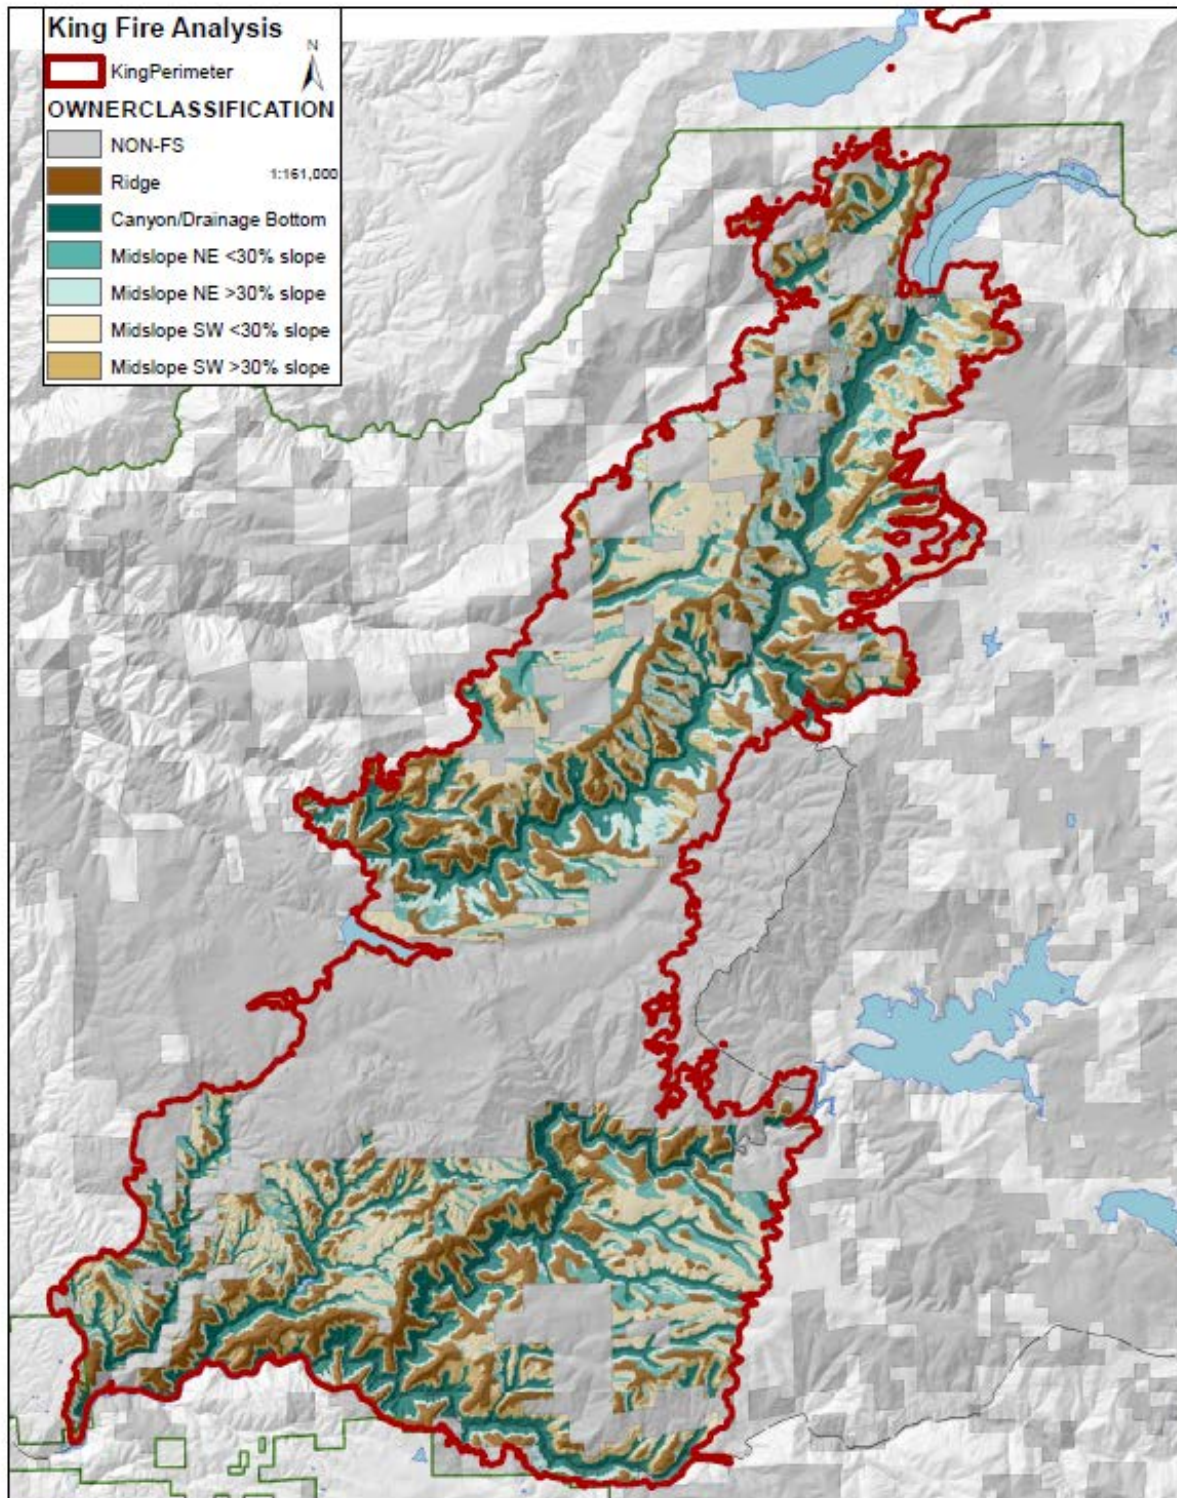 King Fire Analysis
N
KingPerimeter
OWNERCLASSIFICATION
NON-FS
1:161,000
Ridge
Canyon/Drainage Bottom
Midslope NE <30% slope
Midslope NE >30% slope
Midslope SW <30% slope
Midslope SW >30% slope